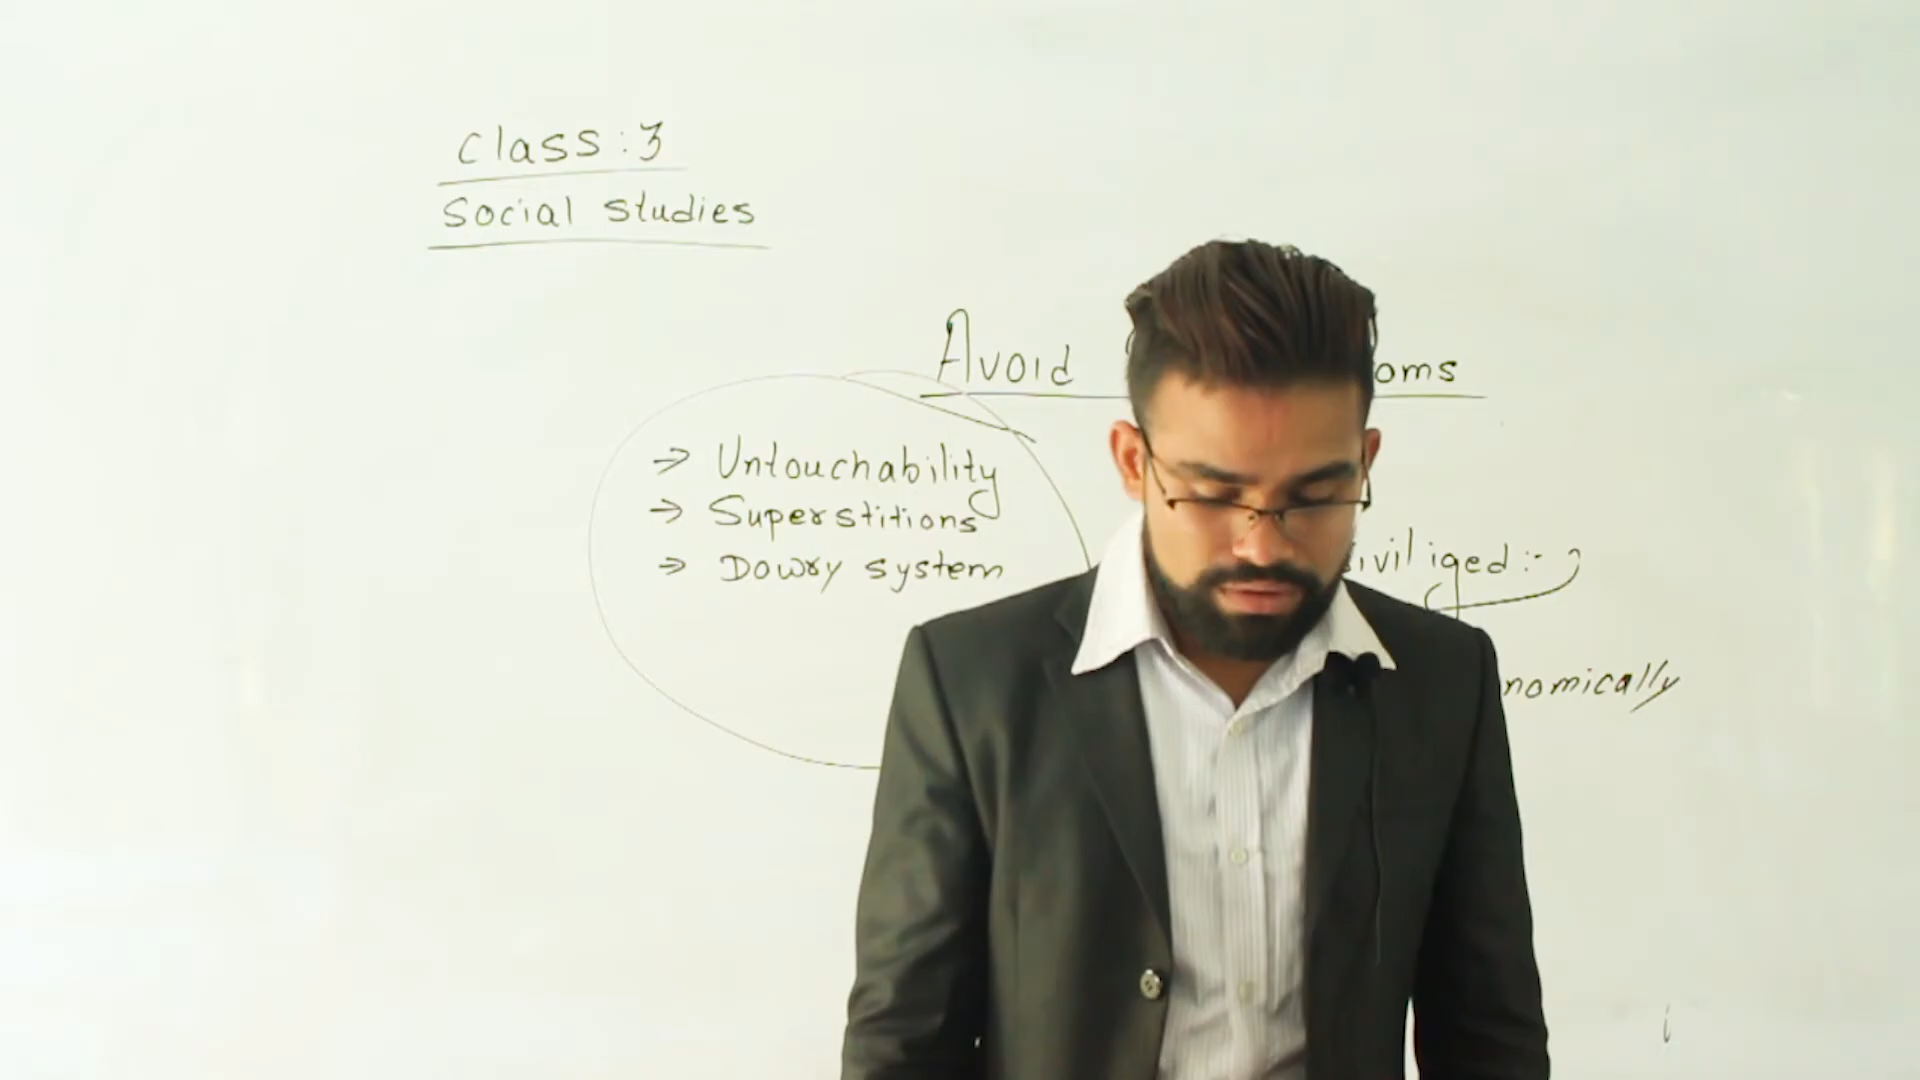 Class : 3
Social studies
Avoid oms
→ Untouchability
→ Superstitions
→ Dowry system
iviliged :-
nomically